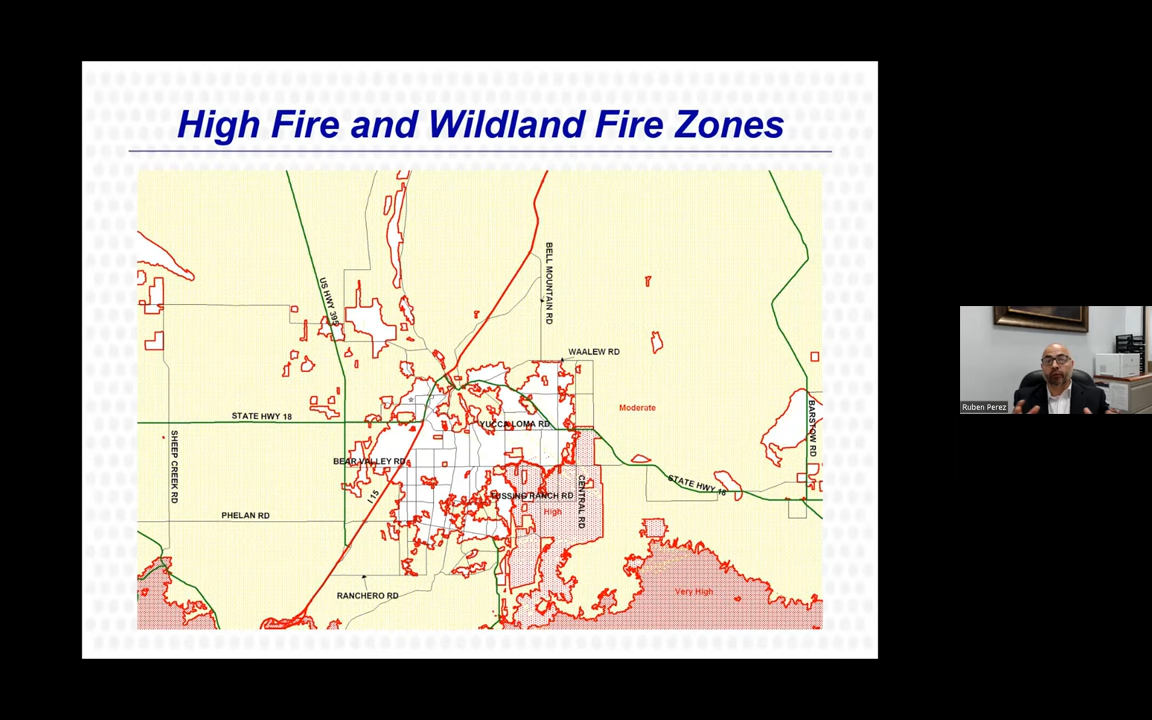 High Fire and Wildland Fire Zones
US HWY 395
BELL MOUNTAIN RD
WAALEW RD
Moderate
STATE HWY 18
YUCCA LOMA RD
BARSTOW RD
SHEEP CREEK RD
BEAR VALLEY RD
I 15
TUSSING RANCH RD
CENTRAL RD
STATE HWY 18
High
PHELAN RD
RANCHERO RD
Very High
Ruben Perez